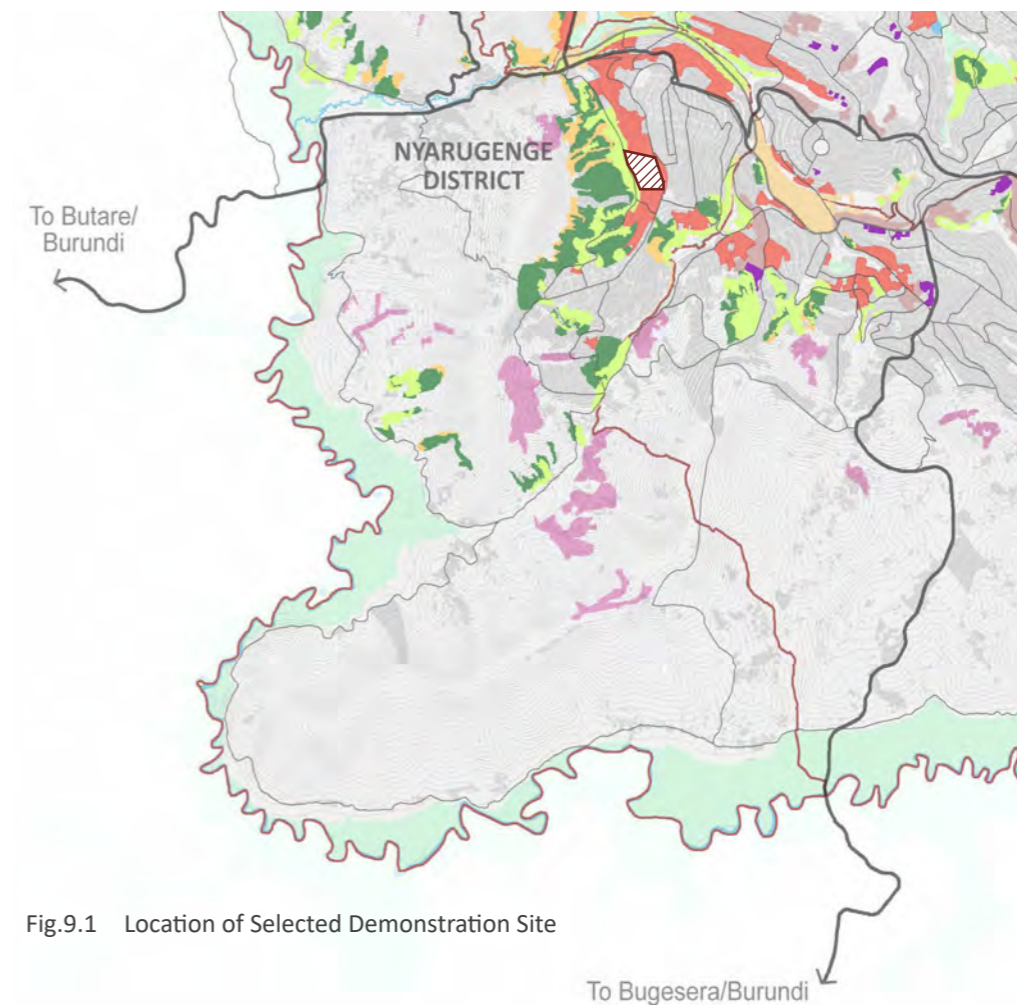 NYARUGENGE
DISTRICT
To Butare/
Burundi
Fig.9.1 Location of Selected Demonstration Site
To Bugesera/Burundi